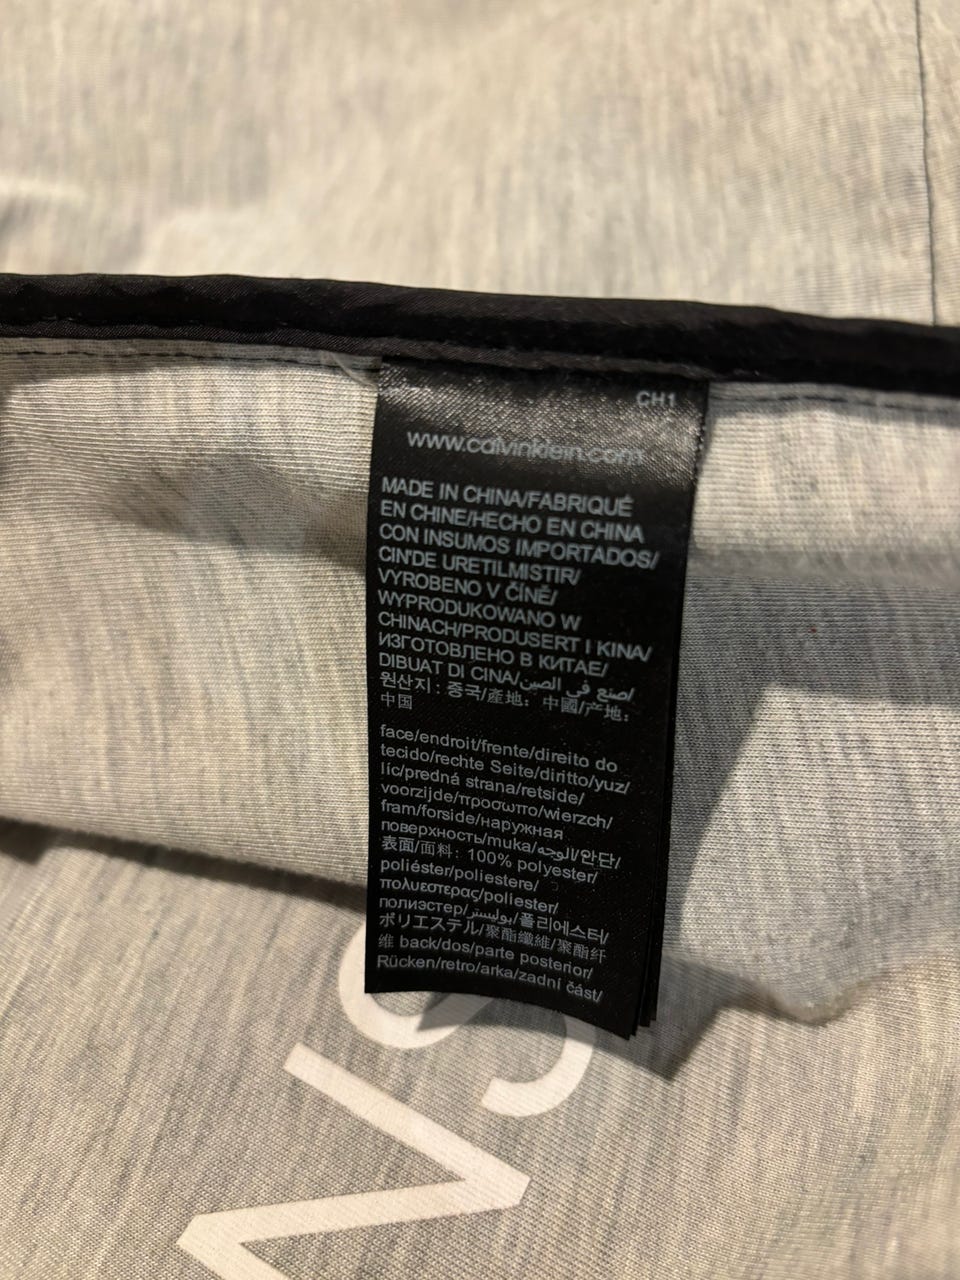 CH1
www.calvinklein.com
MADE IN CHINA/FABRIQUÉ
EN CHINE/HECHO EN CHINA
CON INSUMOS IMPORTADOS/
CIN'DE URETILMISTIR/
VYROBENO V ČÍNĚ/
WYPRODUKOWANO W
CHINACH/PRODUSERT I KINA/
ИЗГОТОВЛЕНО В КИТАЕ/
DIBUAT DI CINA/صنع في الصين/
원산지: 중국/產地: 中國/产地:
中国
face/endroit/frente/direito do
tecido/rechte Seite/diritto/yuz/
líc/predná strana/retside/
voorzijde/προσωπο/wierzch/
fram/forside/наружная
поверхность/muka/الوجه/안단/
表面/面料: 100% polyester/
poliéster/poliestere/
πολυεστερας/poliester/
полиэстер/بوليستر/폴리에스터/
ポリエステル/聚酯纖維/聚酯纤
维 back/dos/parte posterior/
Rücken/retro/arka/zadní část/
NS